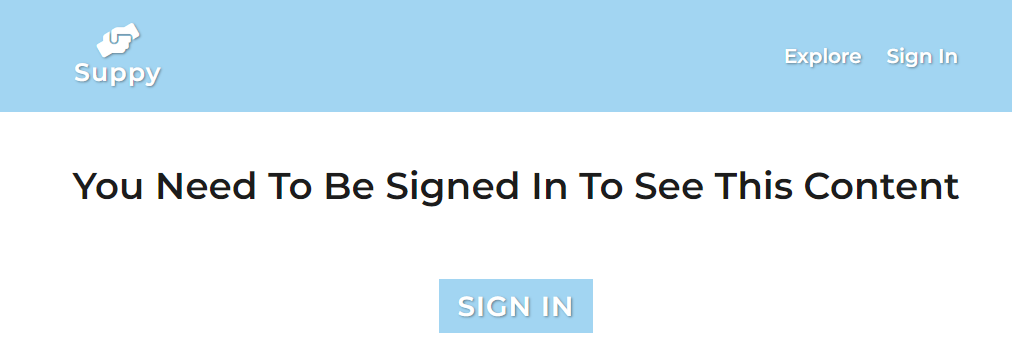 Suppy
Explore Sign In
You Need To Be Signed In To See This Content
SIGN IN